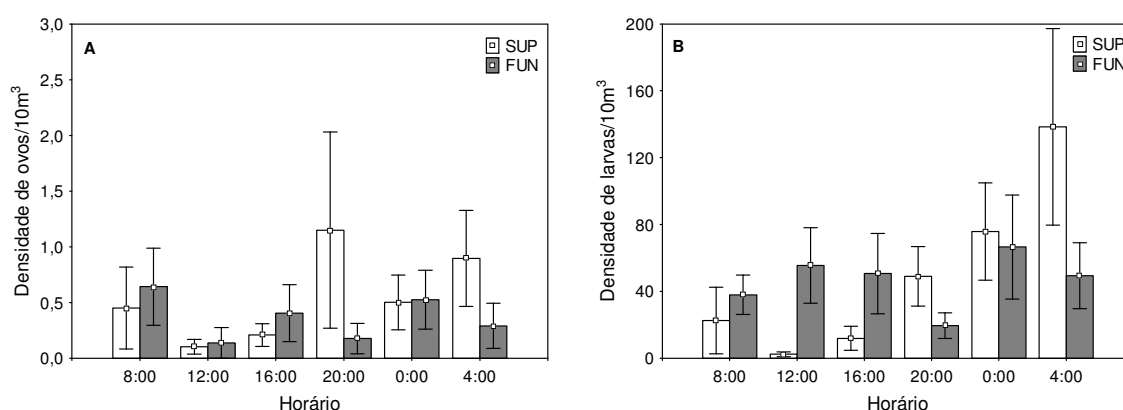 A
SUP
FUN
Densidade de ovos/10m³
3,0
2,5
2,0
1,5
1,0
0,5
0,0
8:00 12:00 16:00 20:00 0:00 4:00
Horário
B
SUP
FUN
Densidade de larvas/10m³
200
160
120
80
40
0
8:00 12:00 16:00 20:00 0:00 4:00
Horário